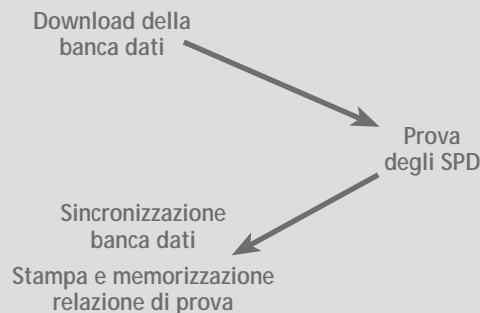 Download della
banca dati
Prova
degli SPD
Sincronizzazione
banca dati
Stampa e memorizzazione
relazione di prova